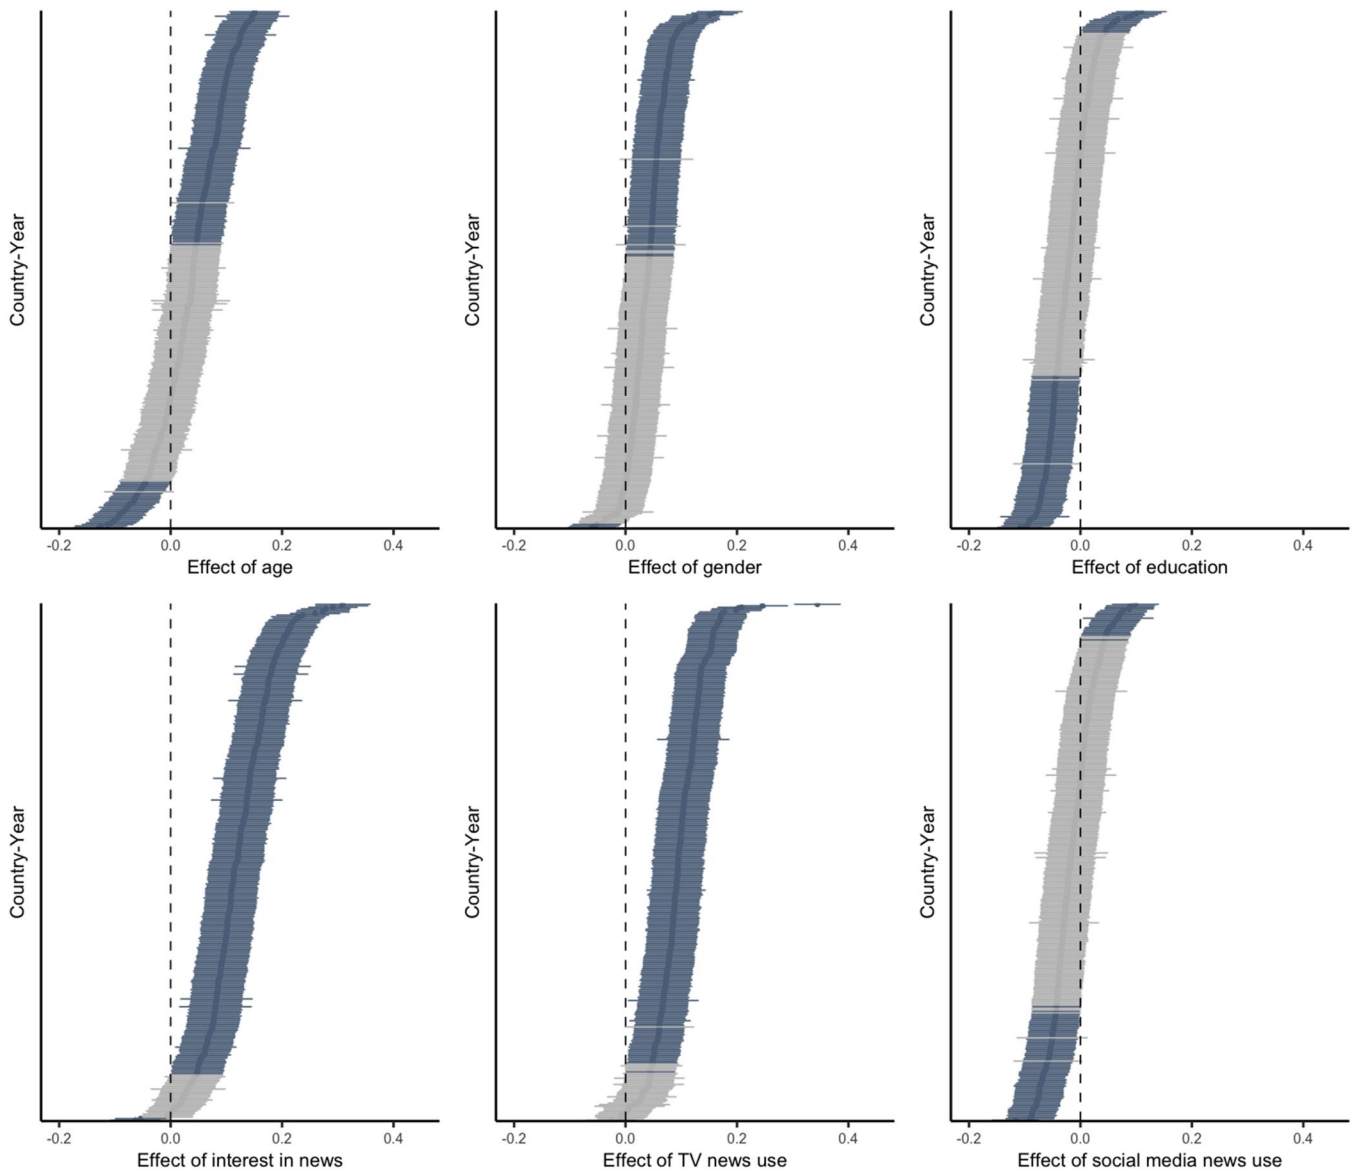 Country-Year
-0.2 0.0 0.2 0.4
Effect of age
Country-Year
-0.2 0.0 0.2 0.4
Effect of gender
Country-Year
-0.2 0.0 0.2 0.4
Effect of education
Country-Year
-0.2 0.0 0.2 0.4
Effect of interest in news
Country-Year
-0.2 0.0 0.2 0.4
Effect of TV news use
Country-Year
-0.2 0.0 0.2 0.4
Effect of social media news use